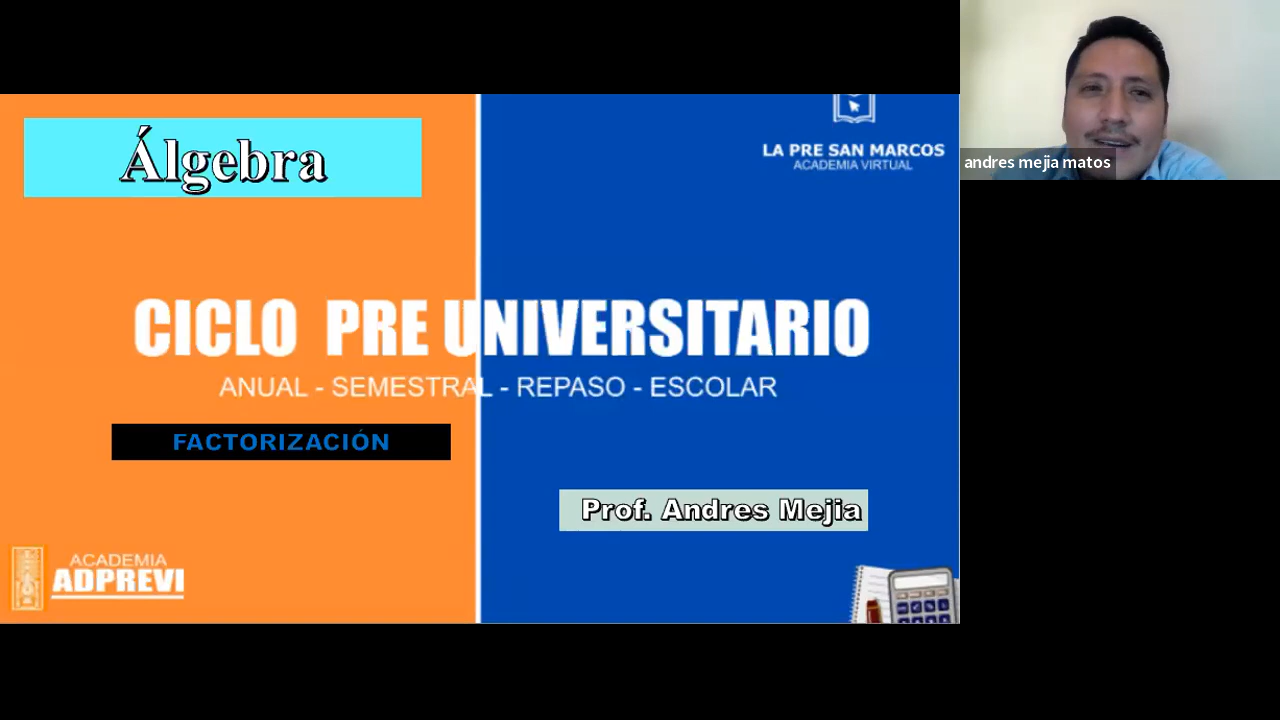 Álgebra
LA PRE SAN MARCOS
ACADEMIA VIRTUAL
andres mejia matos
CICLO PRE UNIVERSITARIO
ANUAL - SEMESTRAL - REPASO - ESCOLAR
FACTORIZACIÓN
Prof. Andres Mejia
ACADEMIA
ADPREVI